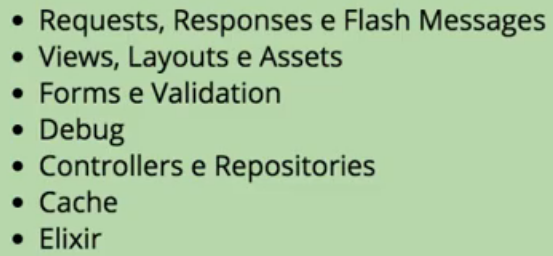 • Requests, Responses e Flash Messages
• Views, Layouts e Assets
• Forms e Validation
• Debug
• Controllers e Repositories
• Cache
• Elixir